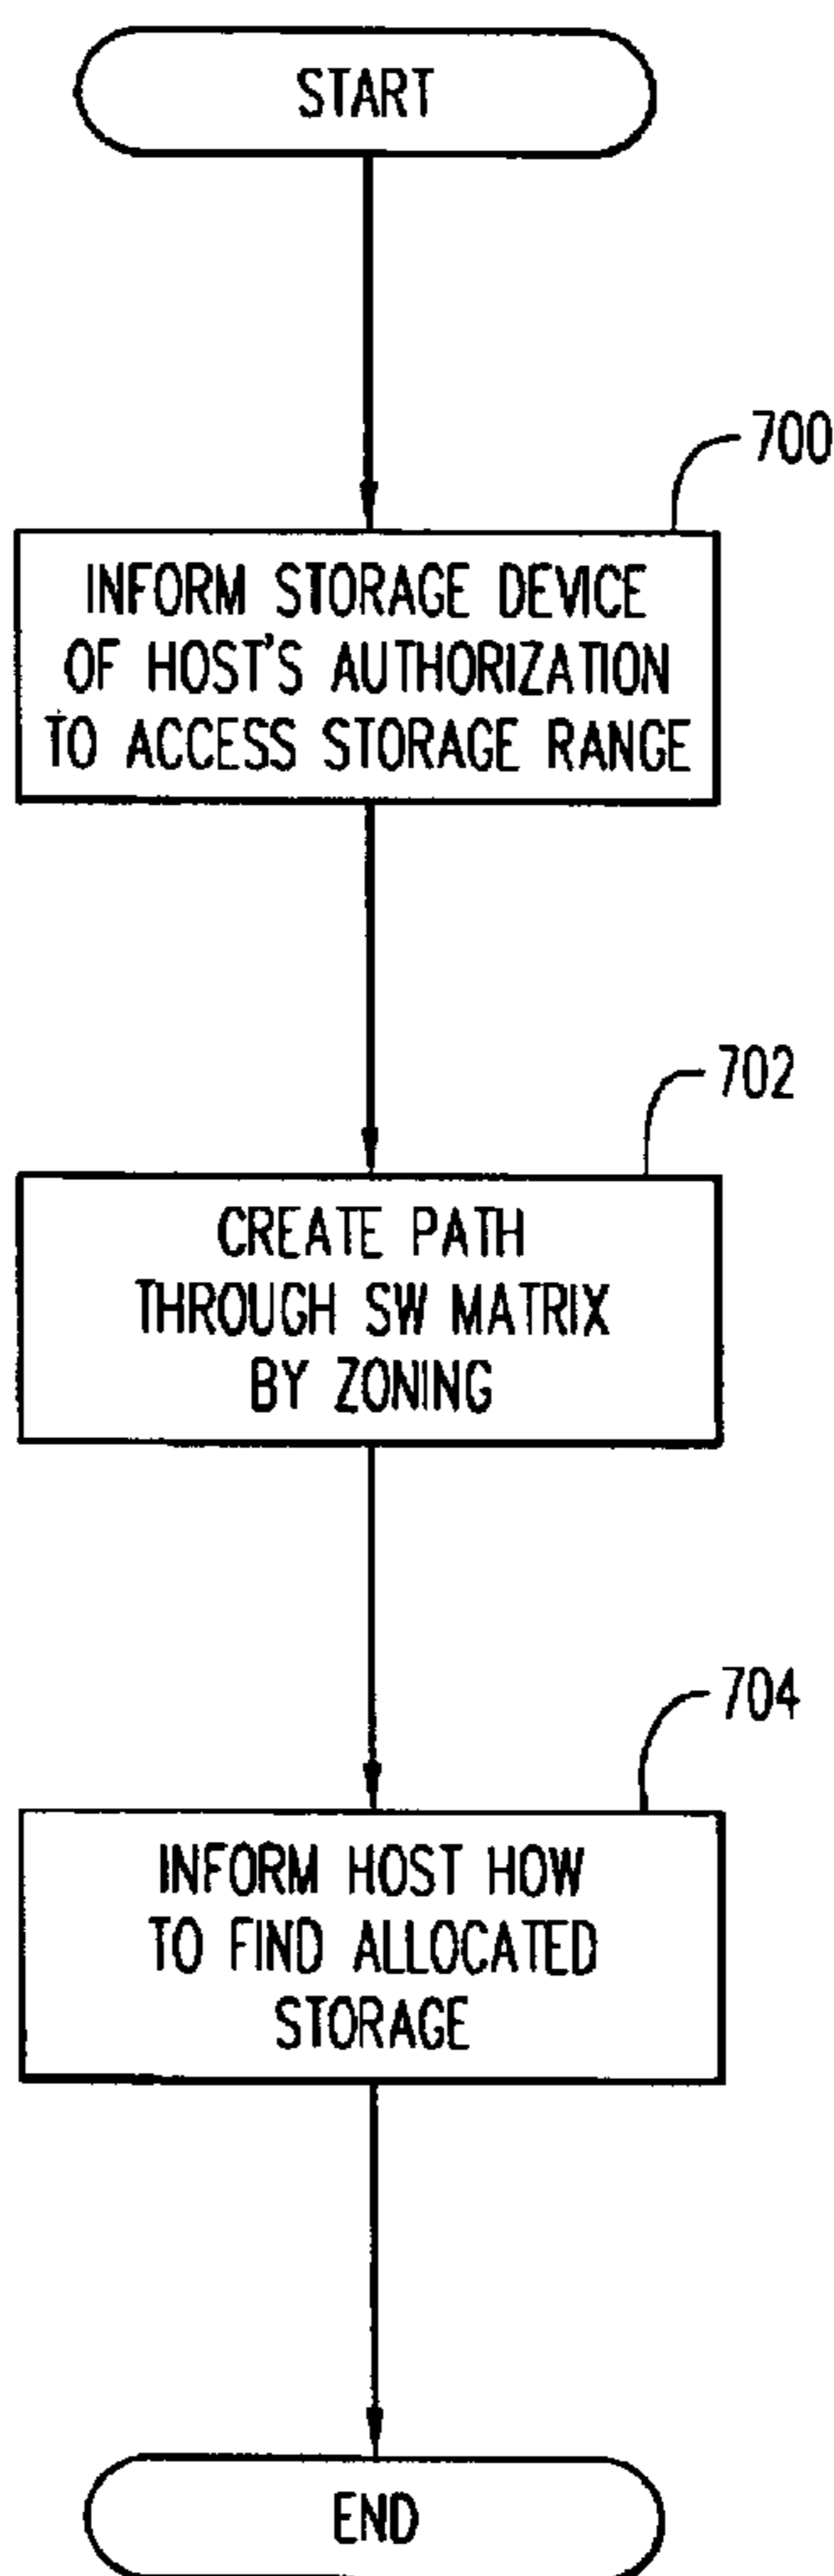 START
700
INFORM STORAGE DEVICE
OF HOST'S AUTHORIZATION
TO ACCESS STORAGE RANGE
702
CREATE PATH
THROUGH SW MATRIX
BY ZONING
704
INFORM HOST HOW
TO FIND ALLOCATED
STORAGE
END